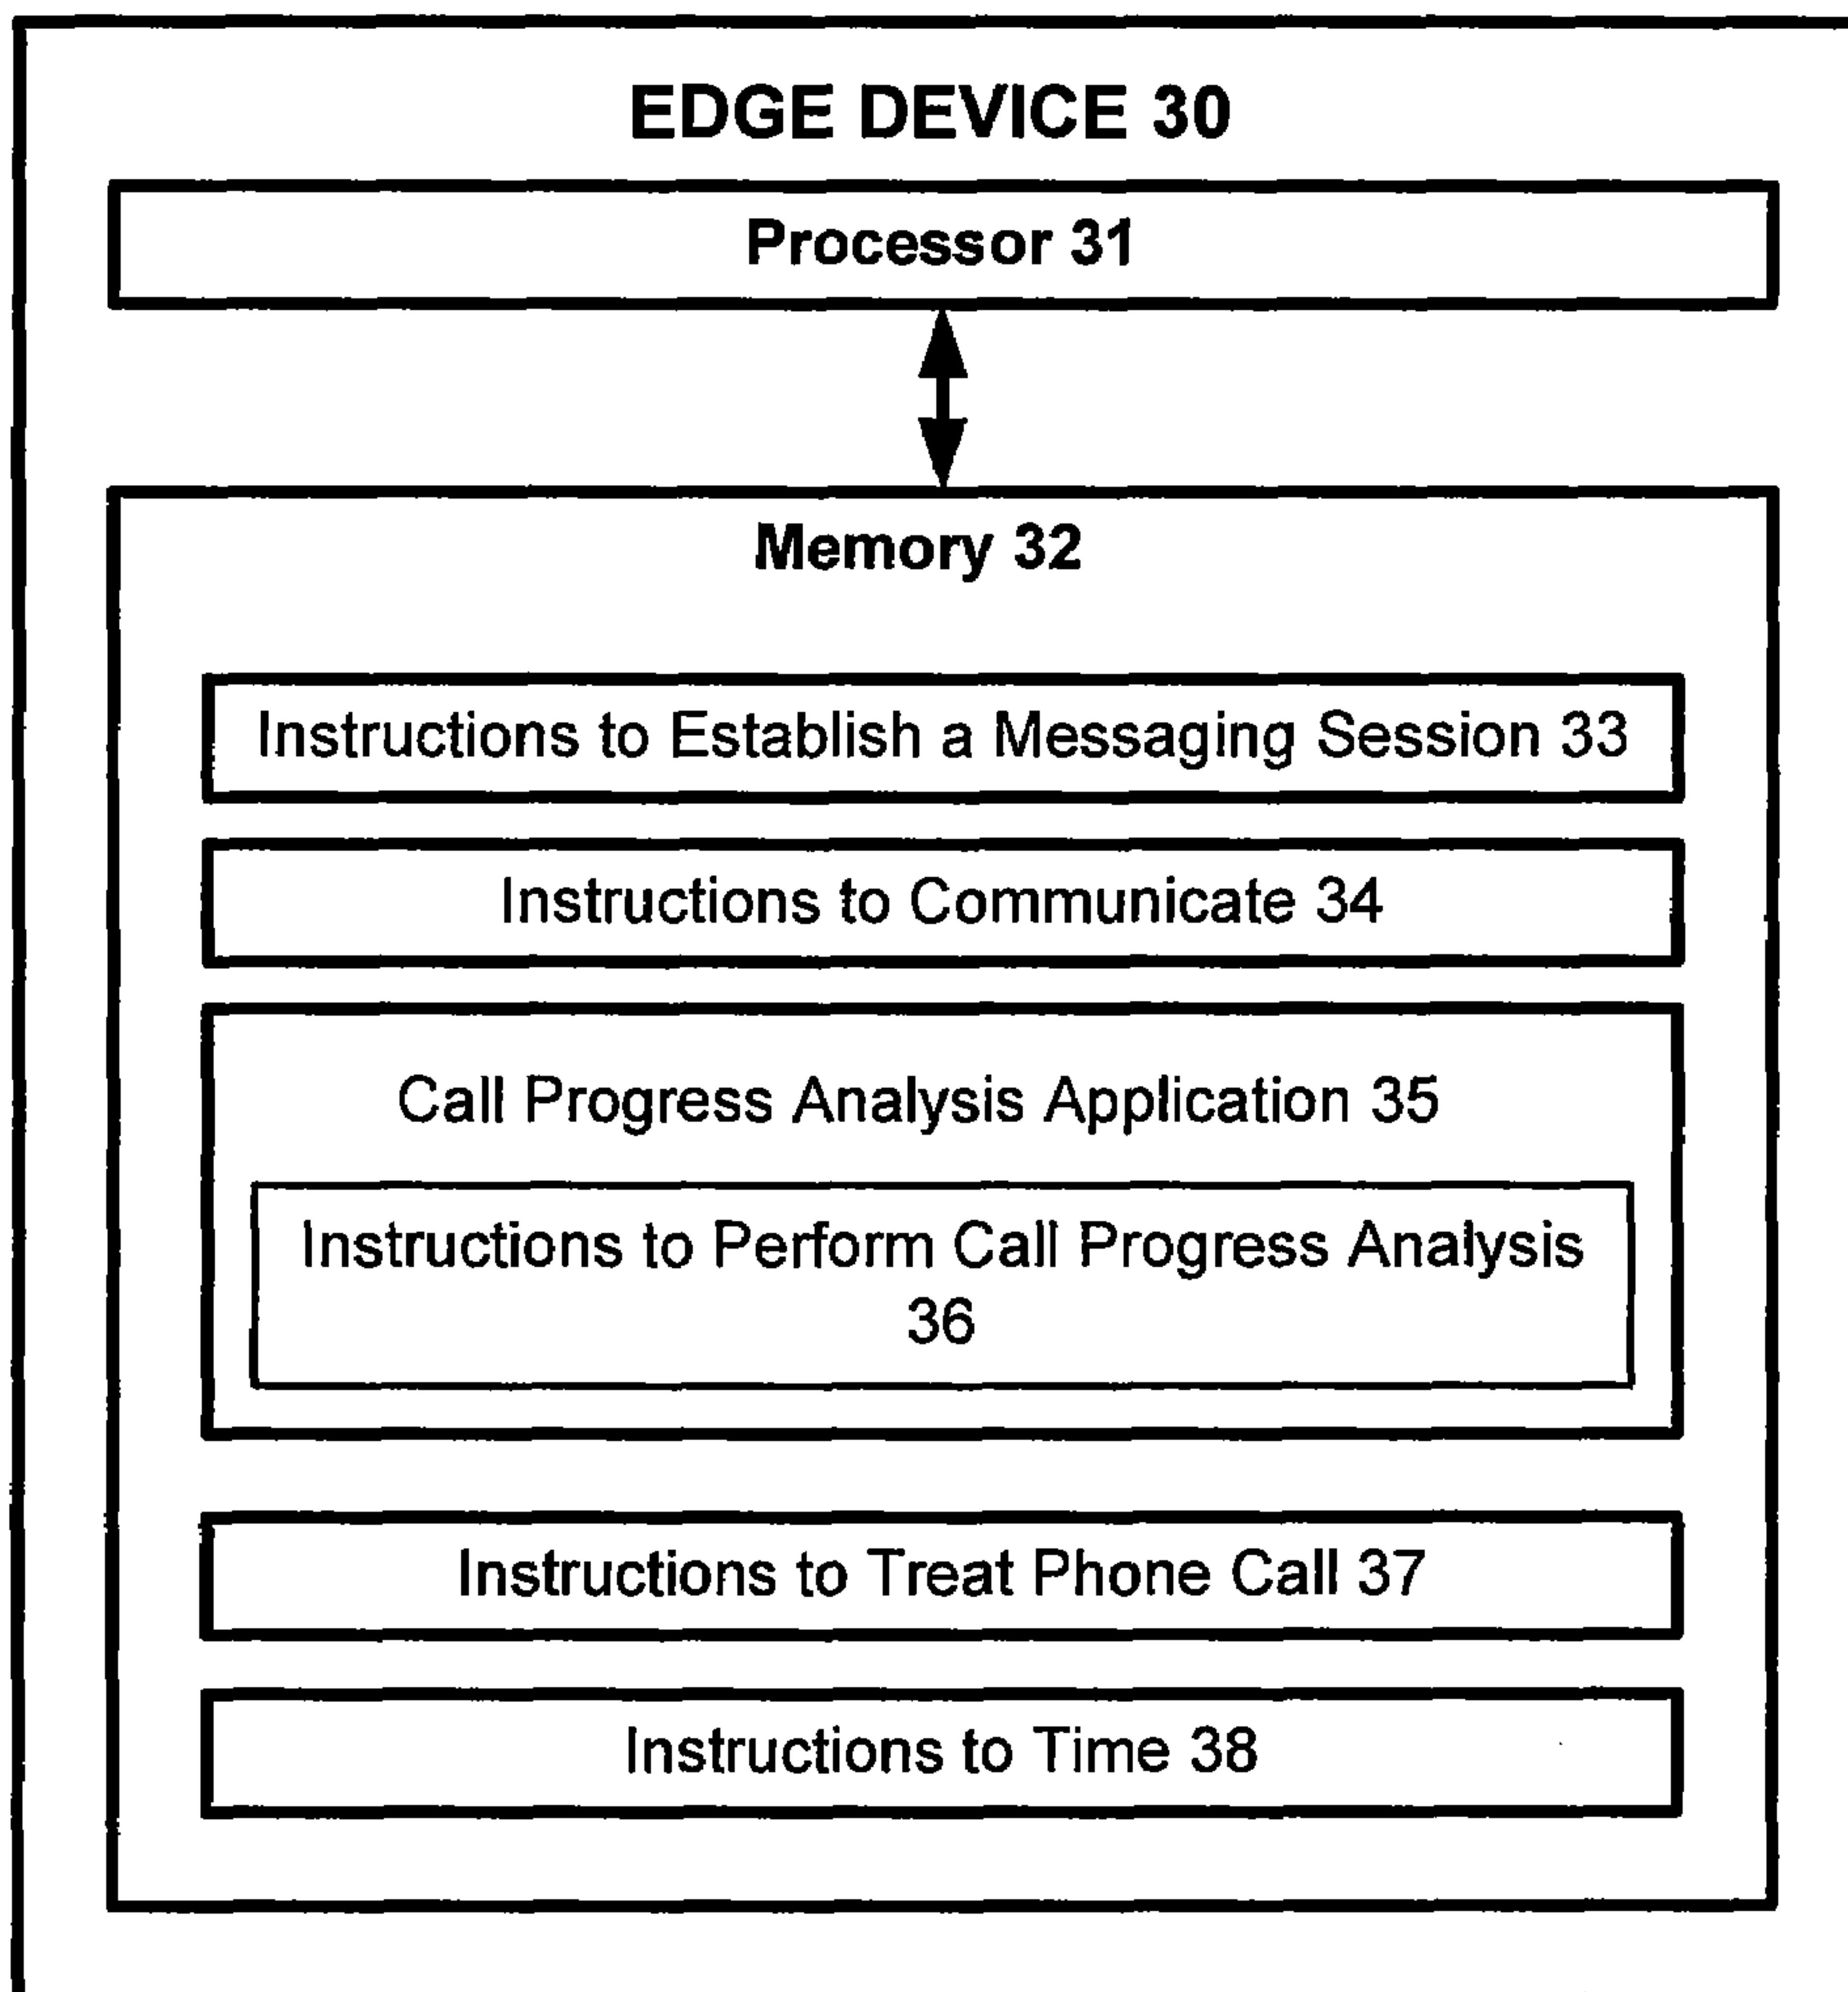 EDGE DEVICE 30
Processor 31
Memory 32
Instructions to Establish a Messaging Session 33
Instructions to Communicate 34
Call Progress Analysis Application 35
Instructions to Perform Call Progress Analysis
36
Instructions to Treat Phone Call 37
Instructions to Time 38